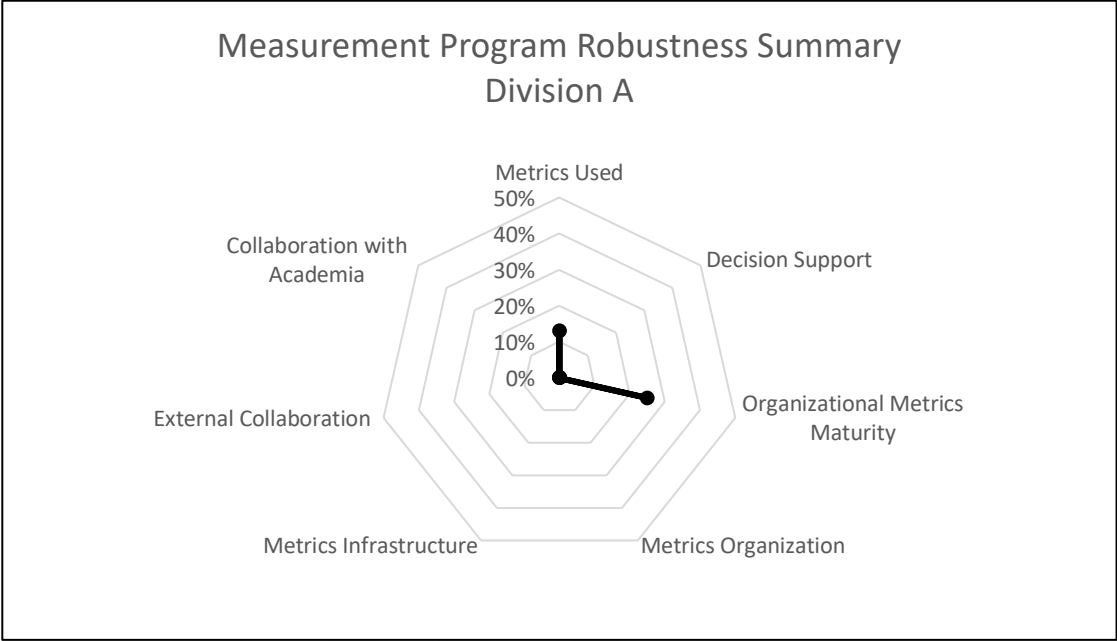 Measurement Program Robustness Summary
Division A
Metrics Used
50%
40%
30%
20%
10%
0%
Decision Support
Organizational Metrics
Maturity
Metrics Organization
Metrics Infrastructure
External Collaboration
Collaboration with
Academia